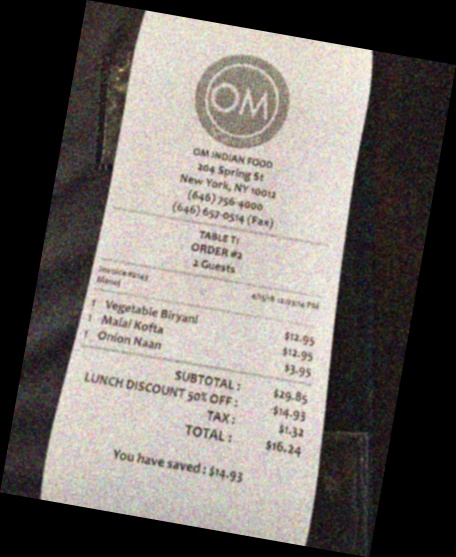 OM
OM INDIAN FOOD
204 Spring St
New York, NY 10012
(646) 756-4000
(646) 657-0514 (Fax)
TABLE T1
ORDER #2
2 Guests
PM
1 Vegetable Biryani $12.95
1 Malai Kofta $12.95
1 Onion Naan $3.95
SUBTOTAL : $29.85
LUNCH DISCOUNT 50% OFF : -$14.93
TAX : $1.32
TOTAL : $16.24
You have saved : $14.93